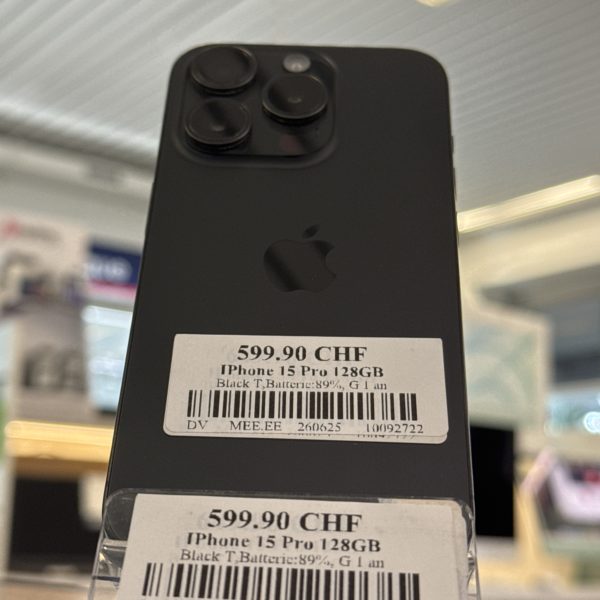 599.90 CHF
IPhone 15 Pro 128GB
Black T,Batterie:89%, G 1 an
DV MEE.EE 260625 10092722
599.90 CHF
IPhone 15 Pro 128GB
Black T,Batterie:89%, G 1 an